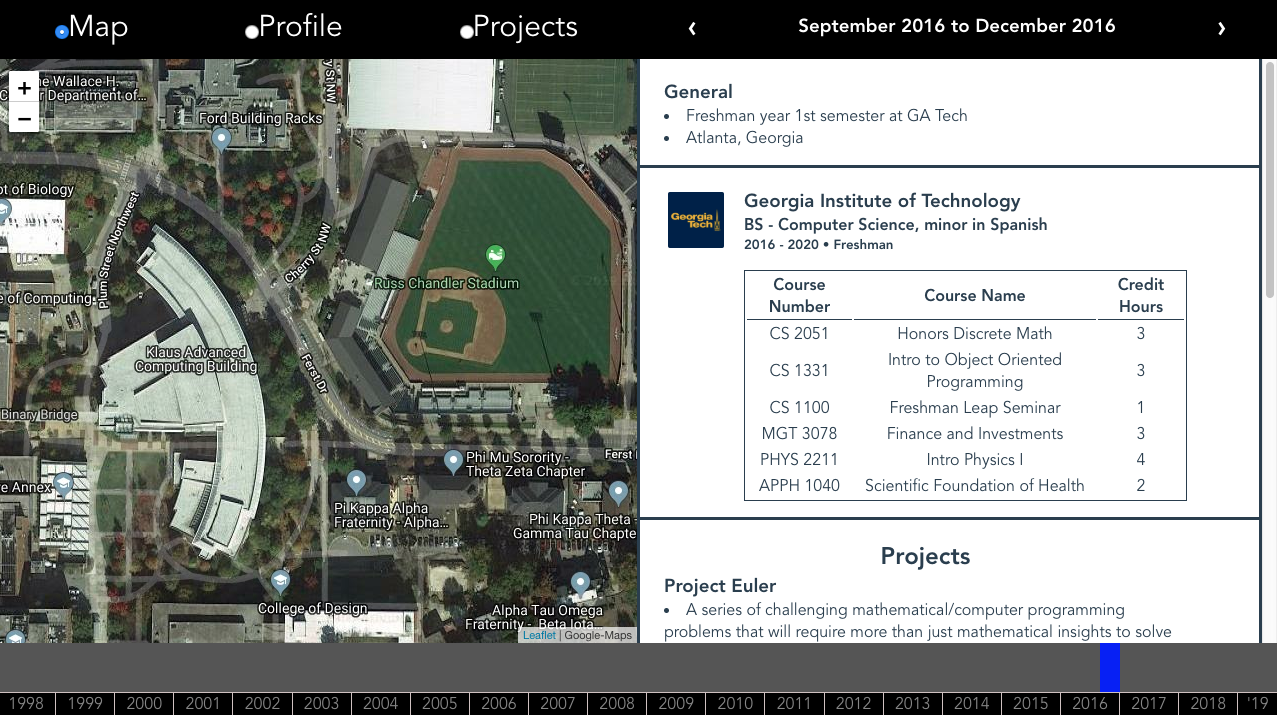 Map
Profile
Projects
‹
September 2016 to December 2016
›
+
−
e Wallace H.
Department of...
y St NW
Ford Building Racks
pt of Biology
Plum Street Northwest
Cherry St NW
Russ Chandler Stadium
e of Computing
Klaus Advanced
Computing Building
Ferst Dr
Binary Bridge
Phi Mu Sorority -
Theta Zeta Chapter
Ferst
ve Annex
Pi Kappa Alpha
Fraternity - Alpha...
Phi Kappa Theta -
Gamma Tau Chapte
College of Design
Alpha Tau Omega
Fraternity - Beta Iota...
Leaflet | Google-Maps
General
• Freshman year 1st semester at GA Tech
• Atlanta, Georgia
Georgia
Tech
Georgia Institute of Technology
BS - Computer Science, minor in Spanish
2016 - 2020 • Freshman
Course Number Course Name Credit Hours
CS 2051 Honors Discrete Math 3
CS 1331 Intro to Object Oriented Programming 3
CS 1100 Freshman Leap Seminar 1
MGT 3078 Finance and Investments 3
PHYS 2211 Intro Physics I 4
APPH 1040 Scientific Foundation of Health 2
Projects
Project Euler
• A series of challenging mathematical/computer programming
problems that will require more than just mathematical insights to solve
1998 1999 2000 2001 2002 2003 2004 2005 2006 2007 2008 2009 2010 2011 2012 2013 2014 2015 2016 2017 2018 '19